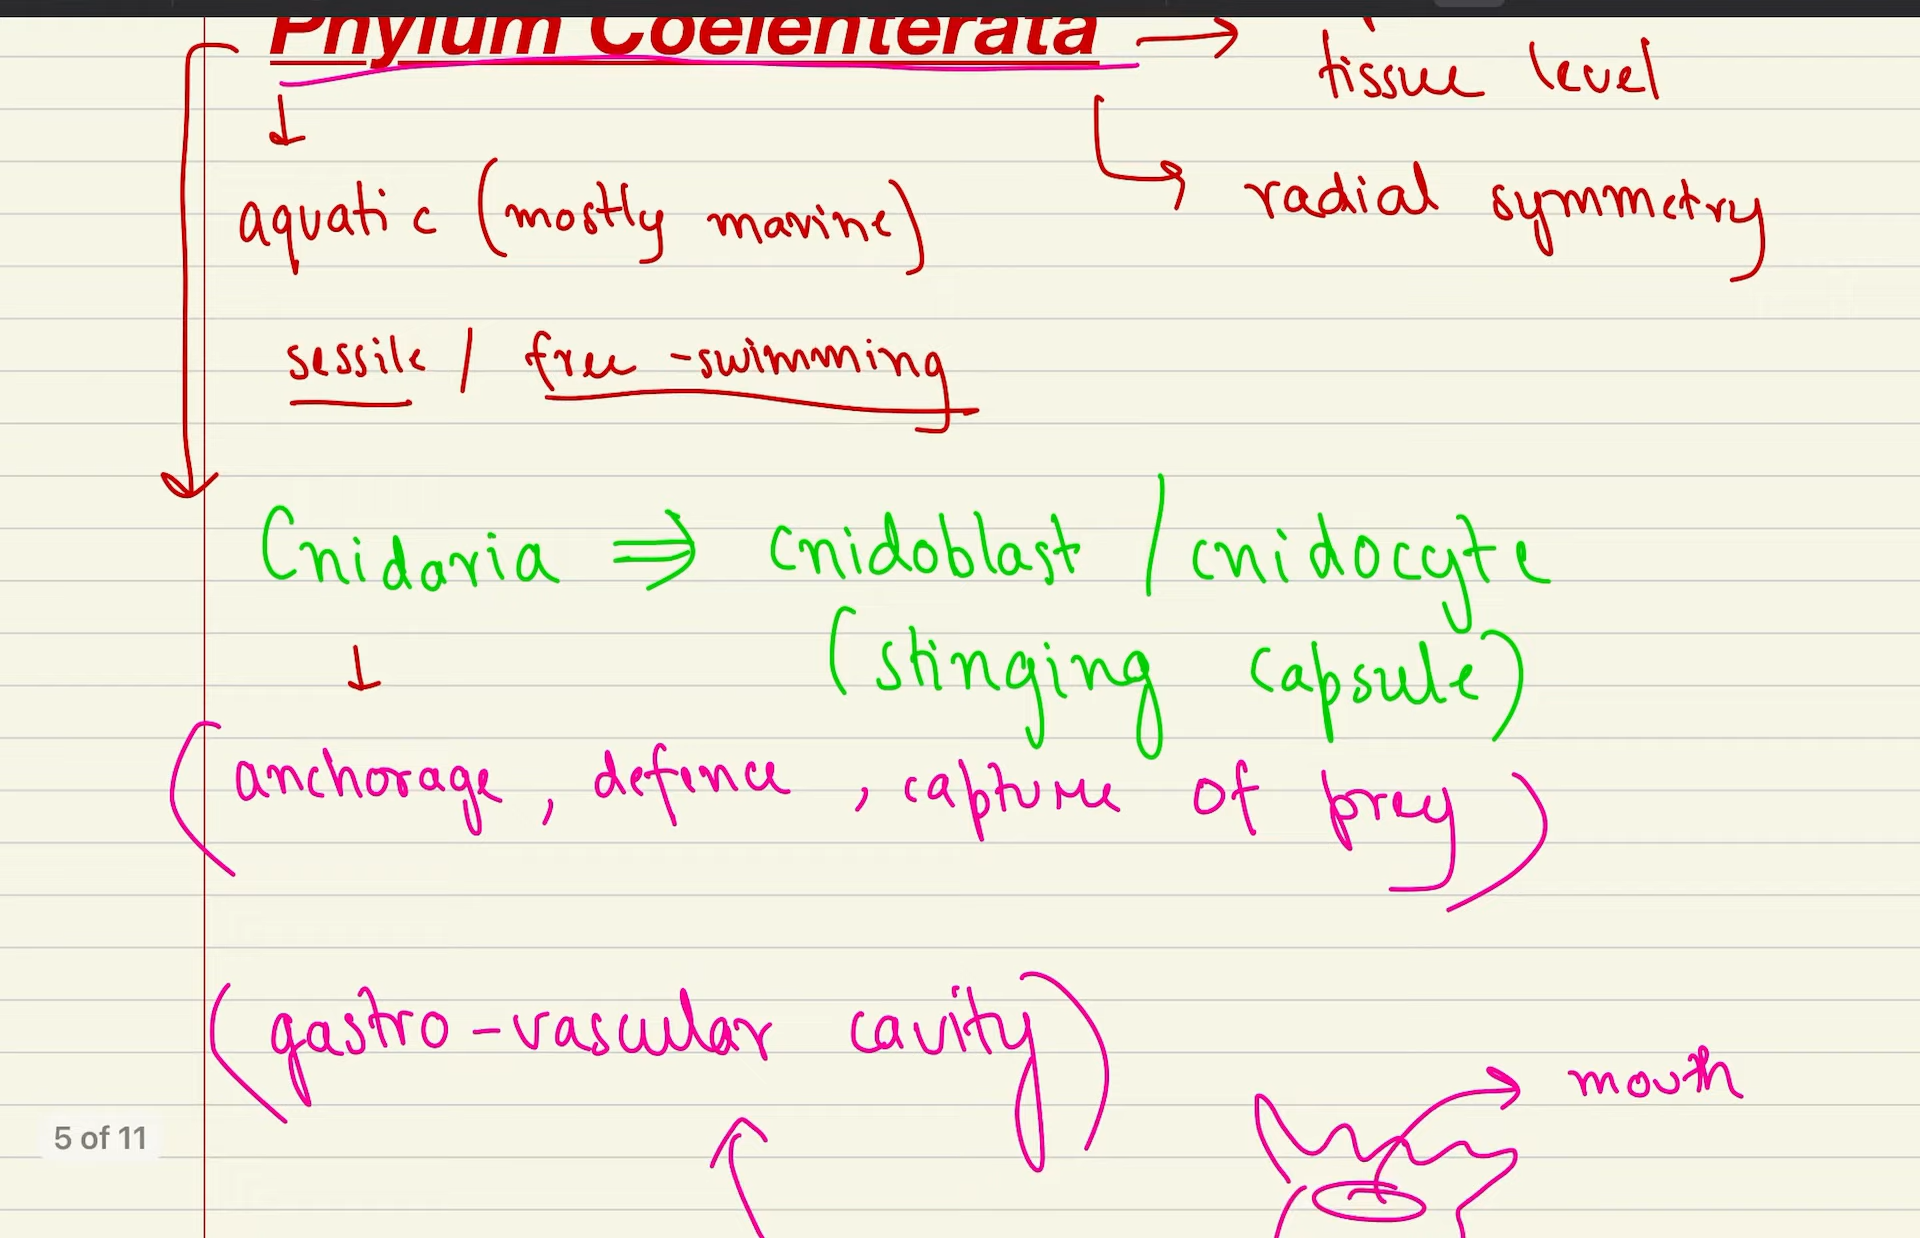 Phylum Coelenterata →
tissue level
radial symmetry
aquatic (mostly marine)
sessile / free-swimming
Cnidaria ⇒ cnidoblast / cnidocyte
(stinging capsule)
(anchorage, defence, capture of prey)
(gastro-vascular cavity)
mouth
5 of 11